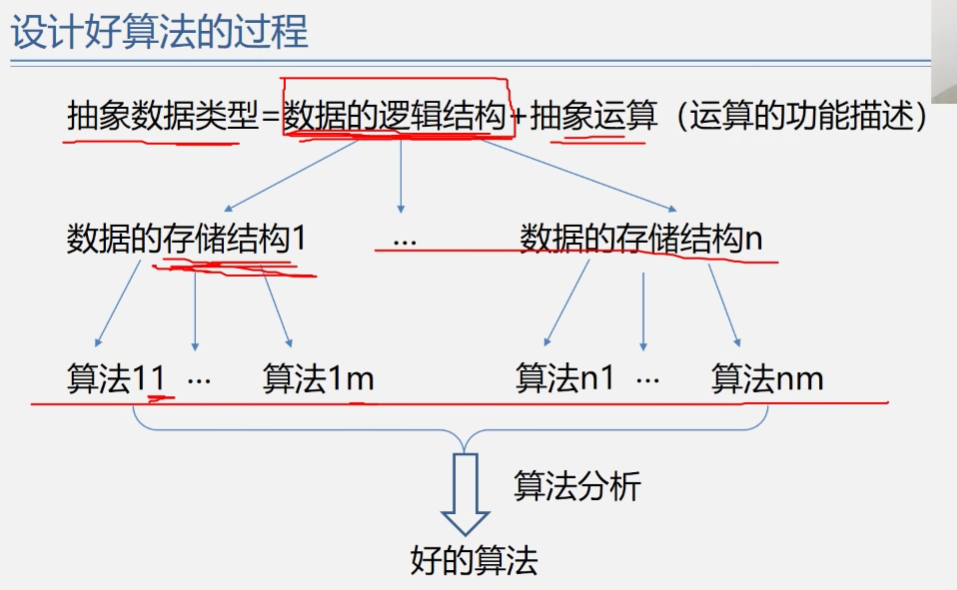 设计好算法的过程
抽象数据类型=数据的逻辑结构+抽象运算（运算的功能描述）
数据的存储结构1 … 数据的存储结构n
算法11 … 算法1m 算法n1 … 算法nm
算法分析
好的算法